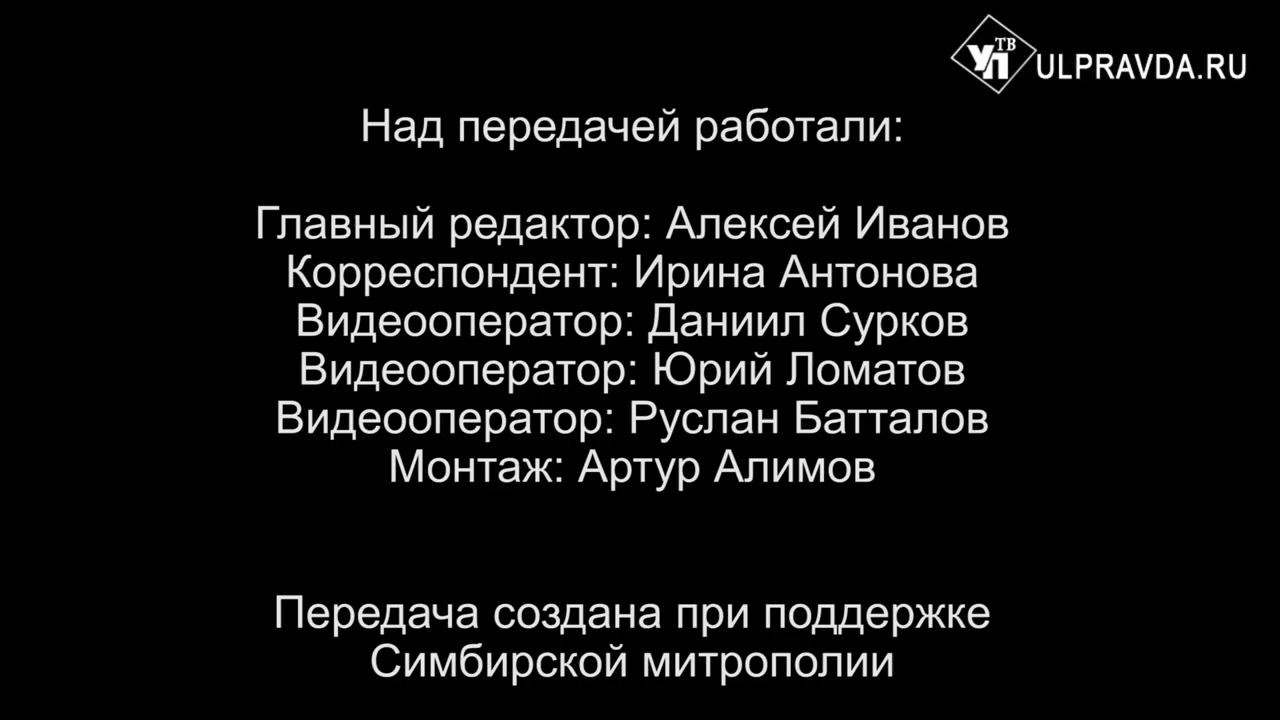 УП ТВ ULPRAVDA.RU
Над передачей работали:
Главный редактор: Алексей Иванов
Корреспондент: Ирина Антонова
Видеооператор: Даниил Сурков
Видеооператор: Юрий Ломатов
Видеооператор: Руслан Батталов
Монтаж: Артур Алимов
Передача создана при поддержке
Симбирской митрополии